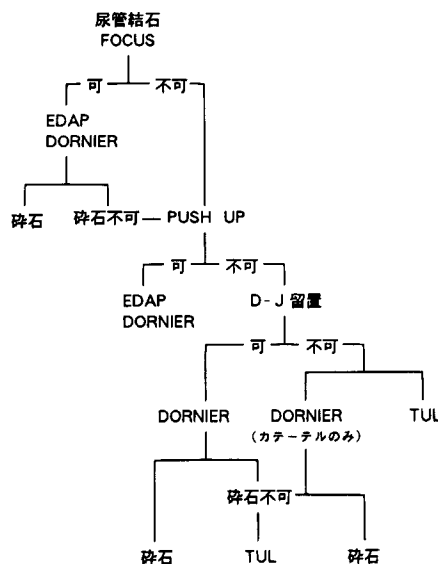 尿管結石
FOCUS
可 不可
EDAP
DORNIER
砕石 砕石不可 PUSH UP
可 不可
EDAP
DORNIER
D-J 留置
可 不可
DORNIER DORNIER TUL
(カテーテルのみ)
砕石不可
砕石 TUL 砕石